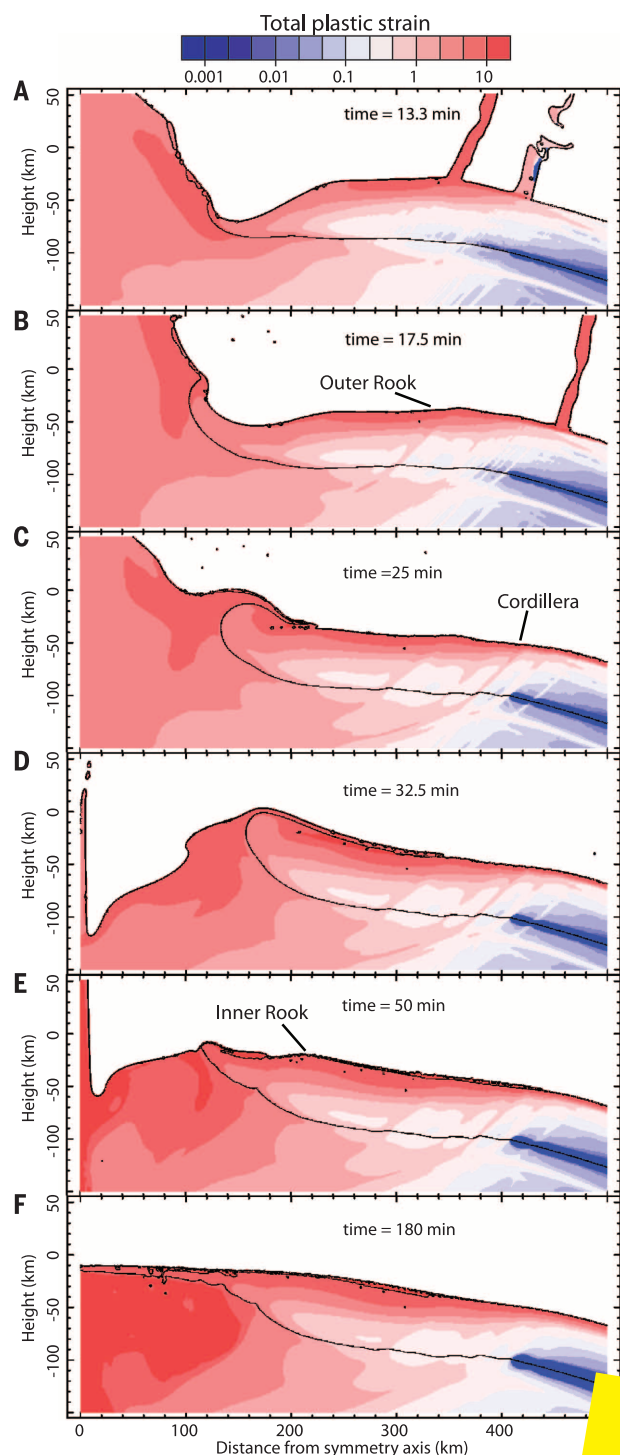 Total plastic strain
0.001 0.01 0.1 1 10
A
time = 13.3 min
50
0
-50
-100
Height (km)
B
time = 17.5 min
Outer Rook
50
0
-50
-100
Height (km)
C
time =25 min
Cordillera
50
0
-50
-100
Height (km)
D
time = 32.5 min
50
0
-50
-100
Height (km)
E
time = 50 min
Inner Rook
50
0
-50
-100
Height (km)
F
time = 180 min
50
0
-50
-100
Height (km)
0 100 200 300 400
Distance from symmetry axis (km)